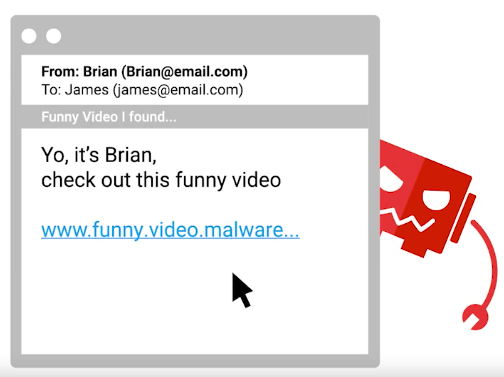 From: Brian (Brian@email.com)
To: James (james@email.com)
Funny Video I found...
Yo, it’s Brian,
check out this funny video
www.funny.video.malware...